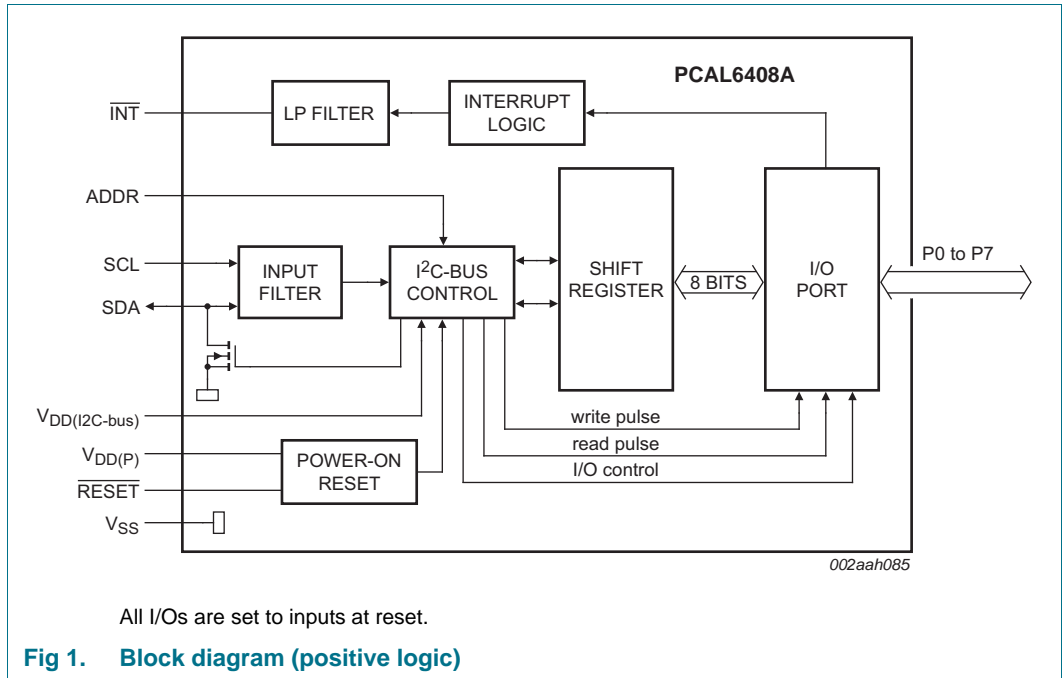 PCAL6408A
INT
LP FILTER
INTERRUPT
LOGIC
ADDR
SCL
SDA
INPUT
FILTER
I2C-BUS
CONTROL
SHIFT
REGISTER
8 BITS
I/O
PORT
P0 to P7
VDD(I2C-bus)
write pulse
read pulse
I/O control
VDD(P)
RESET
POWER-ON
RESET
VSS
002aah085
All I/Os are set to inputs at reset.
Fig 1. Block diagram (positive logic)